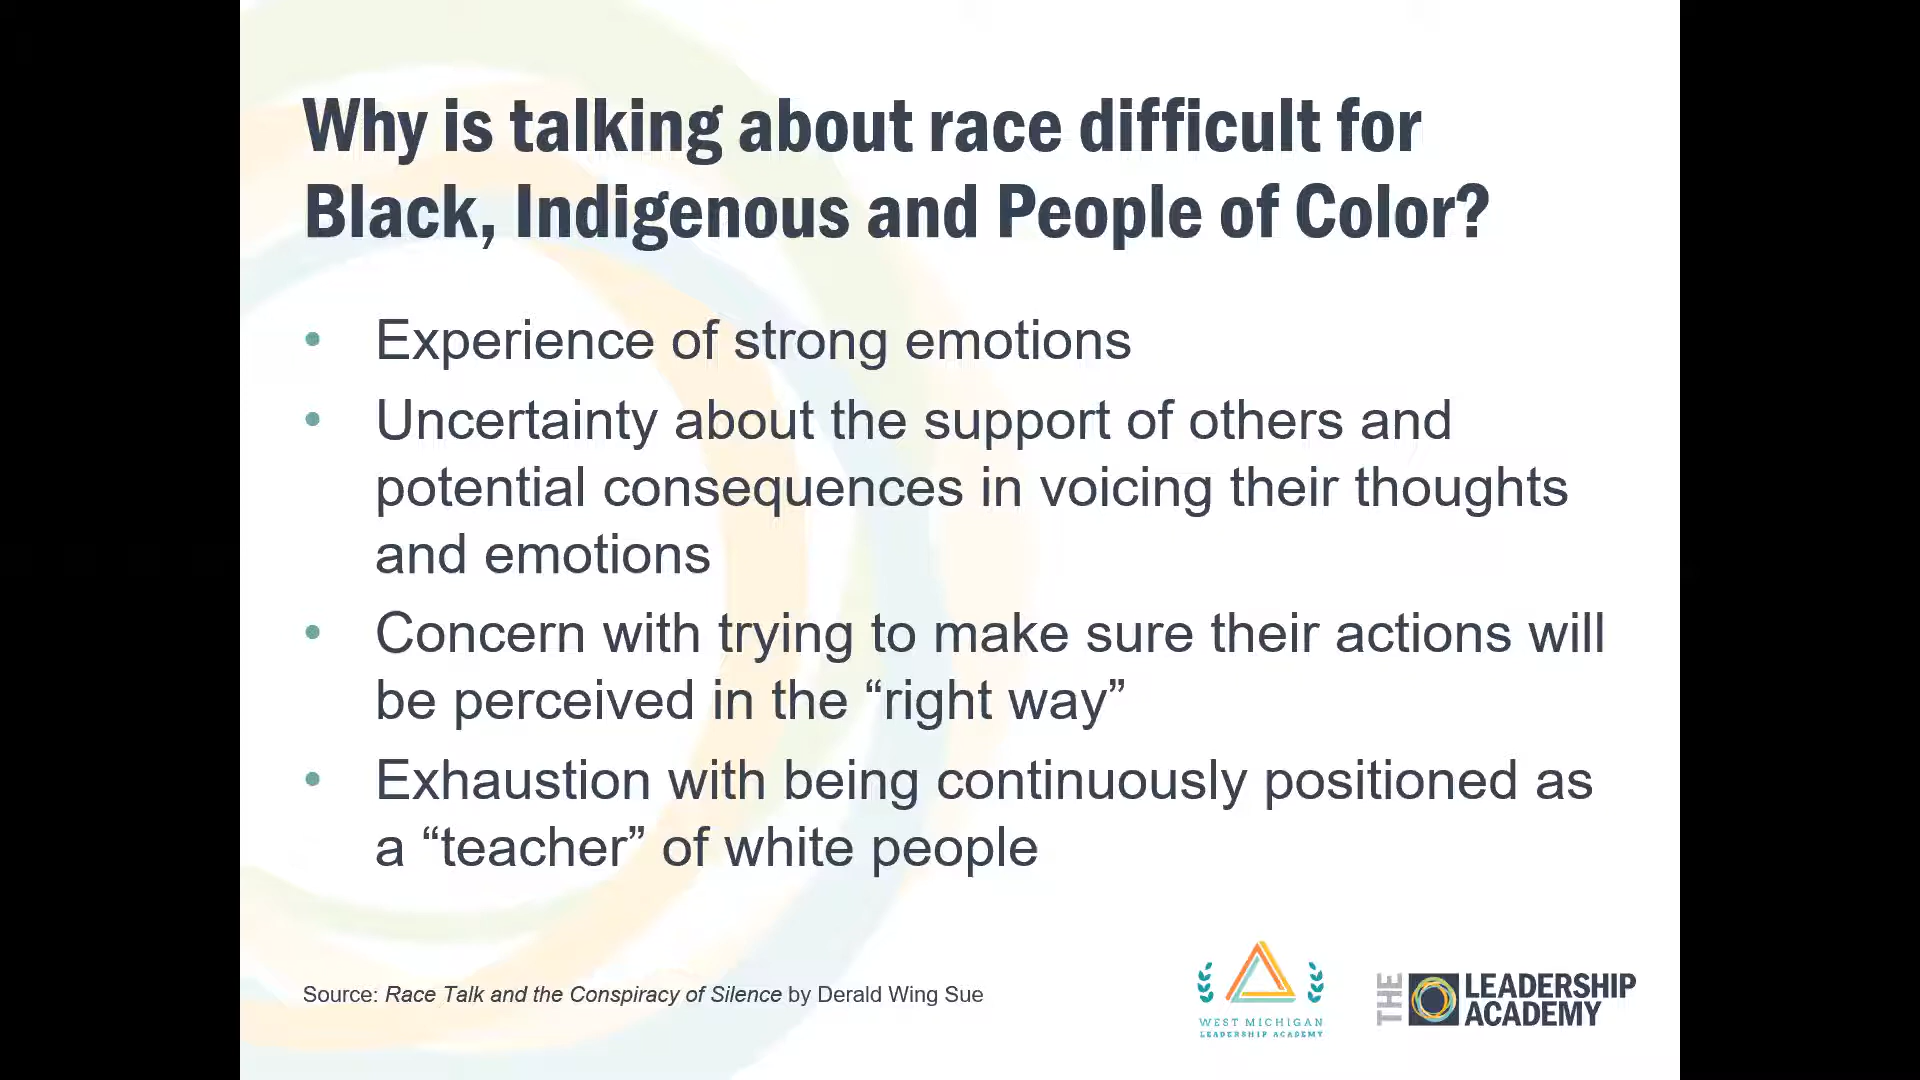 Why is talking about race difficult for
Black, Indigenous and People of Color?
• Experience of strong emotions
• Uncertainty about the support of others and
potential consequences in voicing their thoughts
and emotions
• Concern with trying to make sure their actions will
be perceived in the “right way”
• Exhaustion with being continuously positioned as
a “teacher” of white people
Source: Race Talk and the Conspiracy of Silence by Derald Wing Sue
WEST MICHIGAN
LEADERSHIP ACADEMY
THE LEADERSHIP
ACADEMY